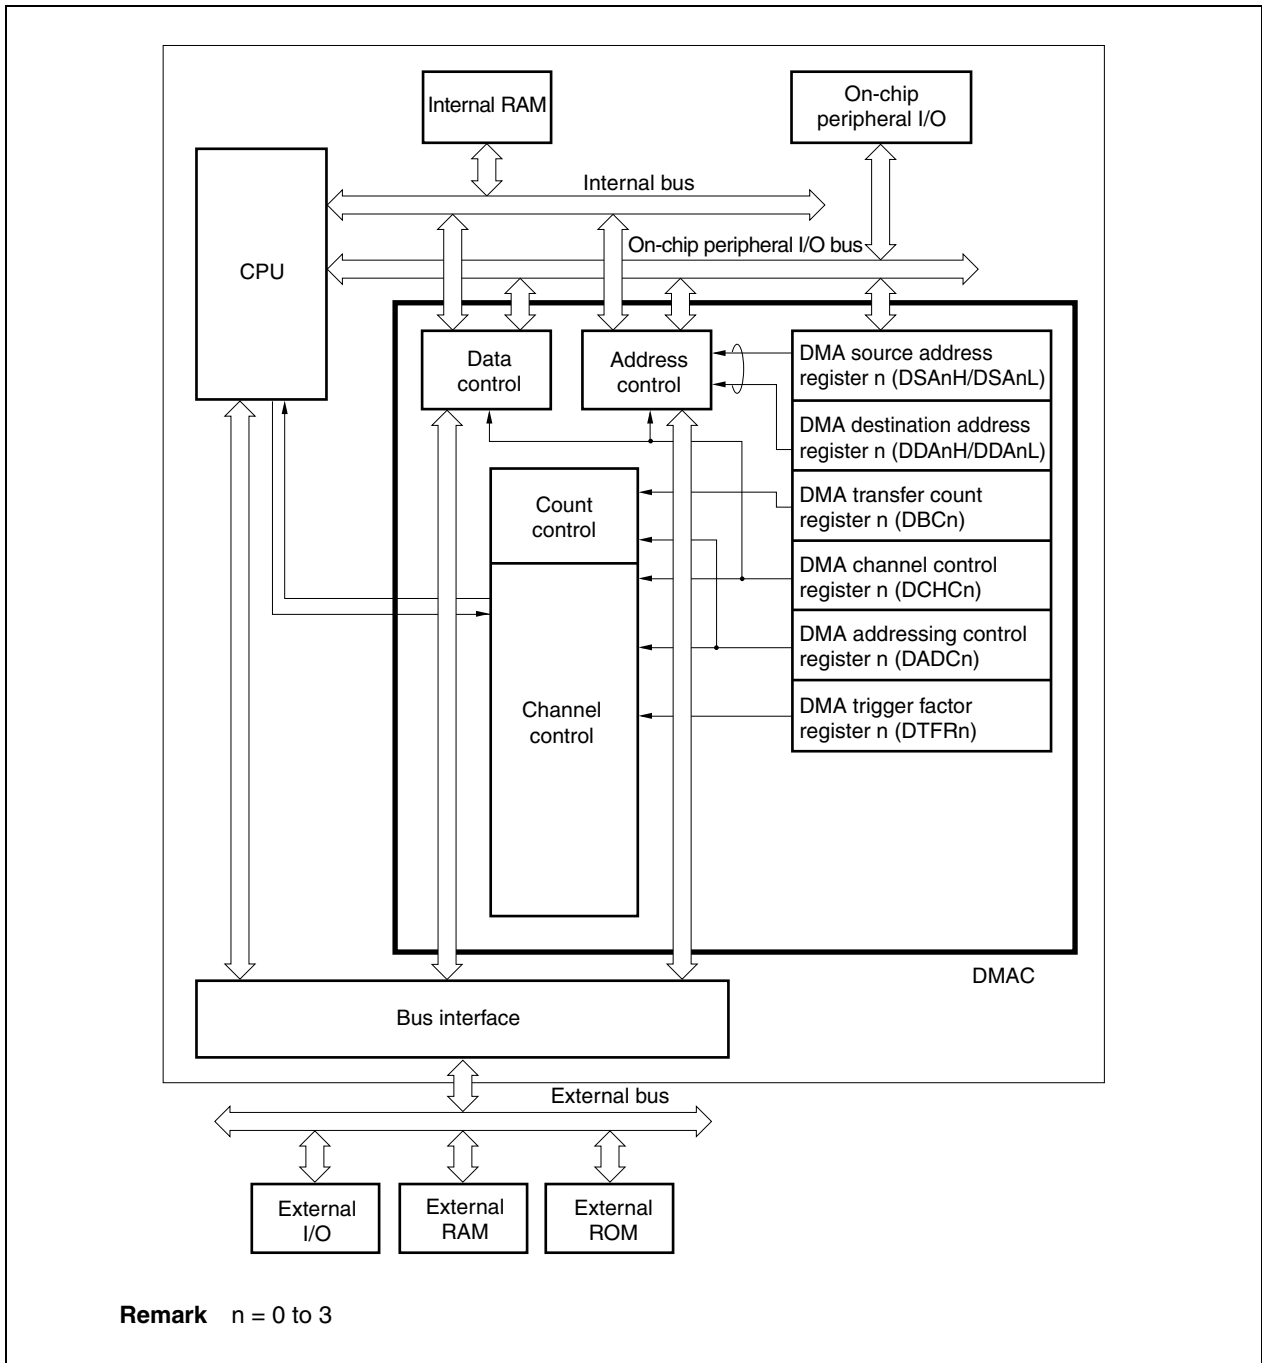 Internal RAM
On-chip
peripheral I/O
Internal bus
On-chip peripheral I/O bus
CPU
Data
control
Address
control
DMA source address
register n (DSAnH/DSAnL)
DMA destination address
register n (DDAnH/DDAnL)
Count
control
DMA transfer count
register n (DBCn)
DMA channel control
register n (DCHCn)
DMA addressing control
register n (DADCn)
Channel
control
DMA trigger factor
register n (DTFRn)
DMAC
Bus interface
External bus
External
I/O
External
RAM
External
ROM
Remark n = 0 to 3